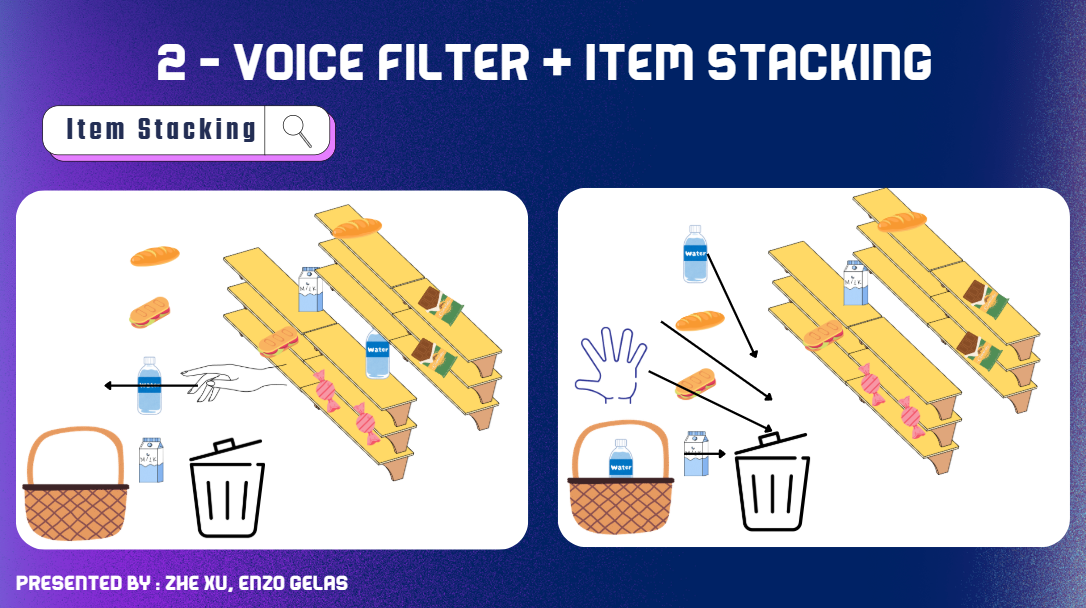 2 - VOICE FILTER + ITEM STACKING
Item Stacking
MILK
Water
Water
MILK
Water
MILK
Water
MILK
PRESENTED BY : ZHE XU, ENZO GELAS